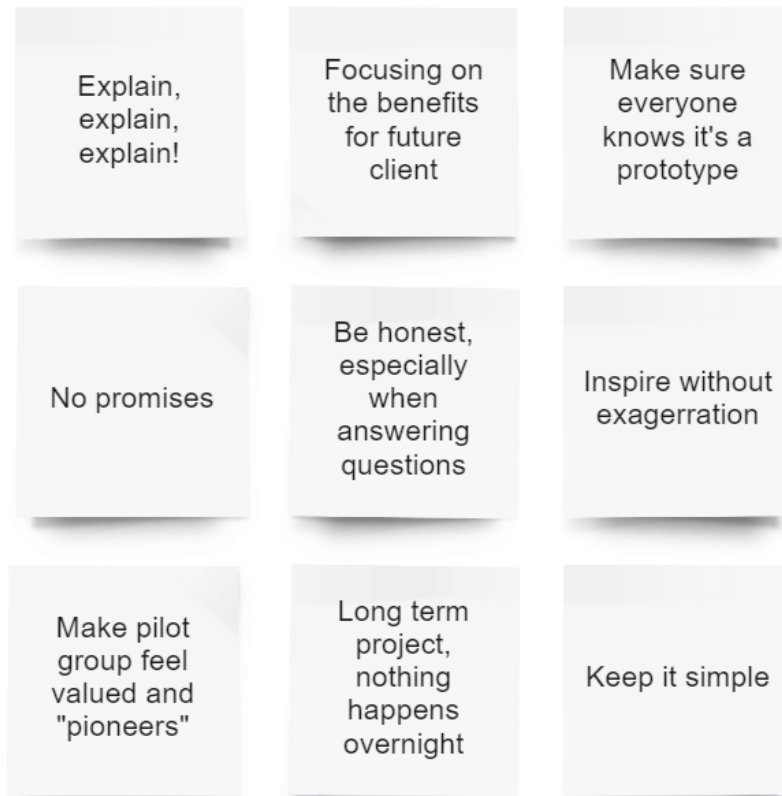 Explain,
explain,
explain!
Focusing on
the benefits
for future
client
Make sure
everyone
knows it's a
prototype
No promises
Be honest,
especially
when
answering
questions
Inspire without
exagerration
Make pilot
group feel
valued and
"pioneers"
Long term
project,
nothing
happens
overnight
Keep it simple